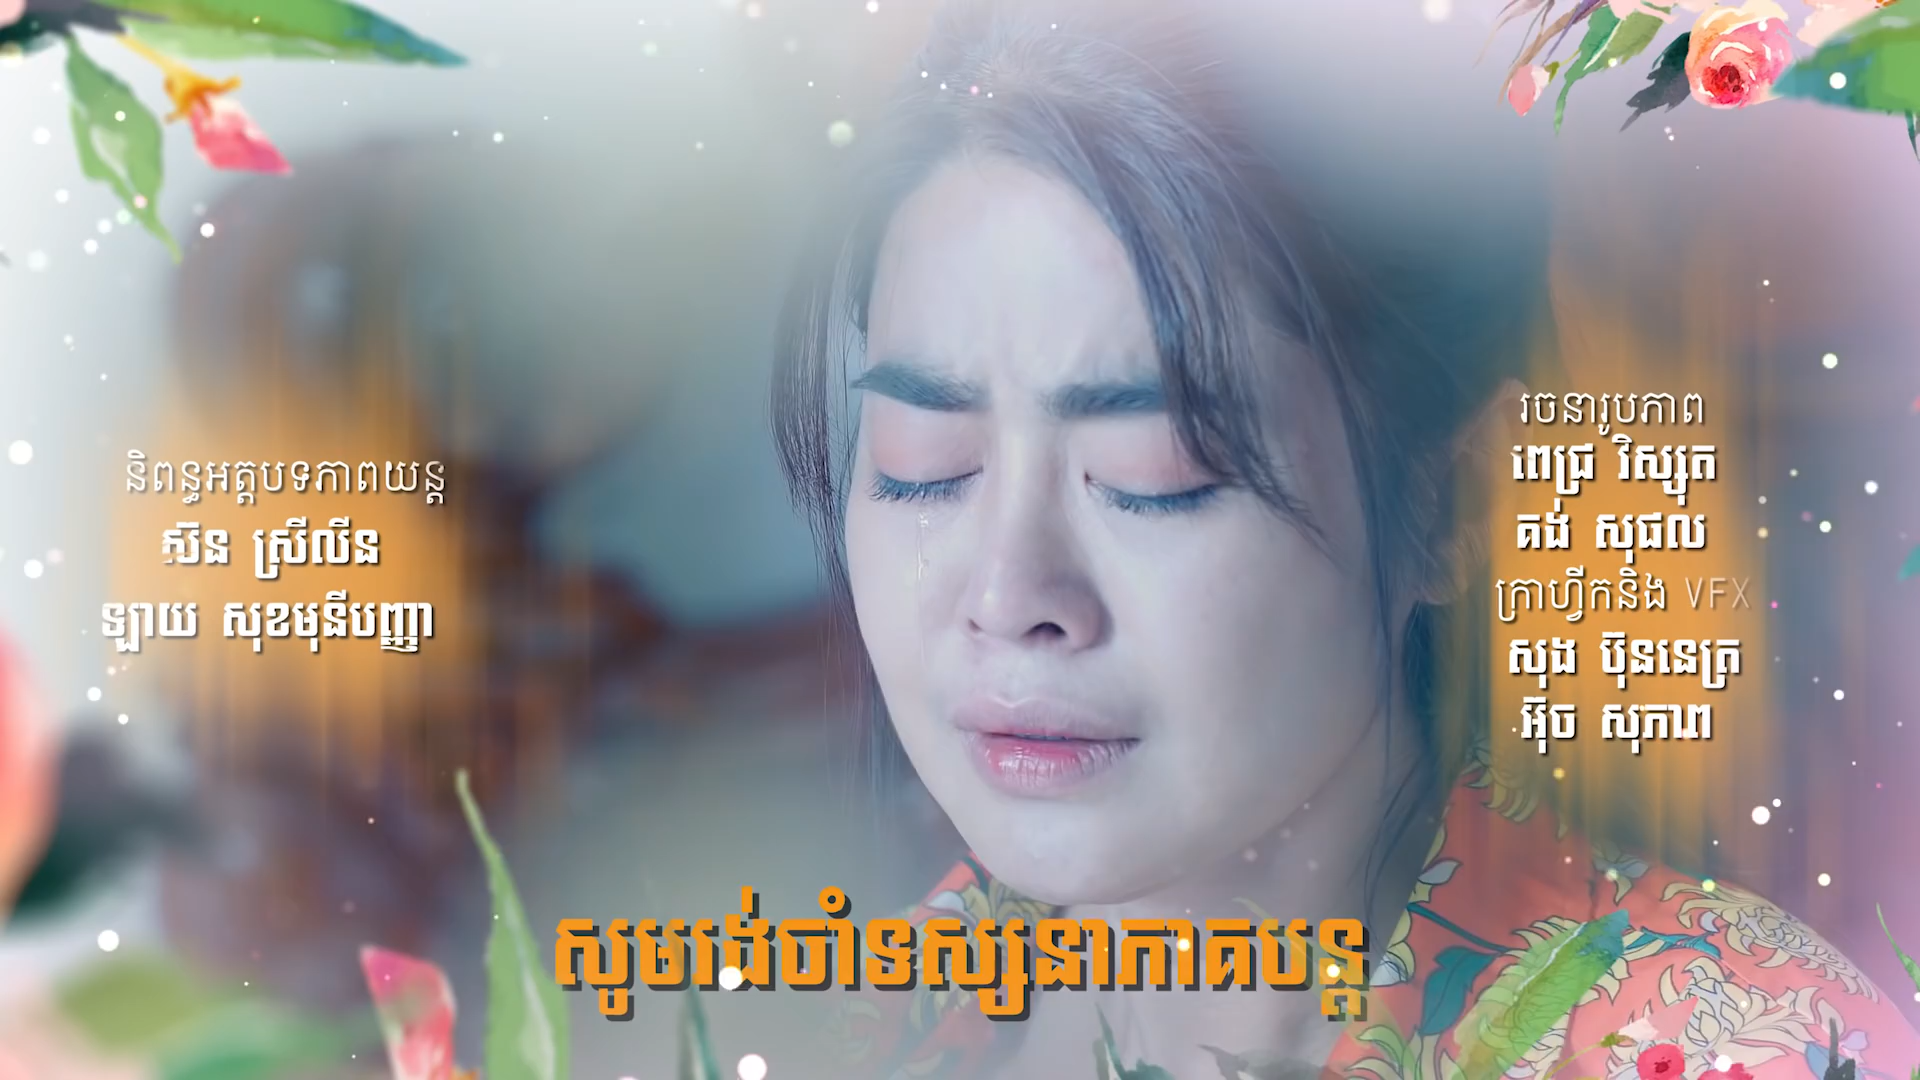 និពន្ធអត្ថបទភាពយន្ត
ស៊ន ស្រីលីន
ឡាយ សុខមុនីបញ្ញា
រចនារូបភាព
ពេជ្រ វិស្សុត
គង់ សុផល
ក្រាហ្វីកនិង VFX
សុង ប៊ុននេត្រ
អ៊ុច សុភាព
សូមរង់ចាំទស្សនាភាគបន្ត